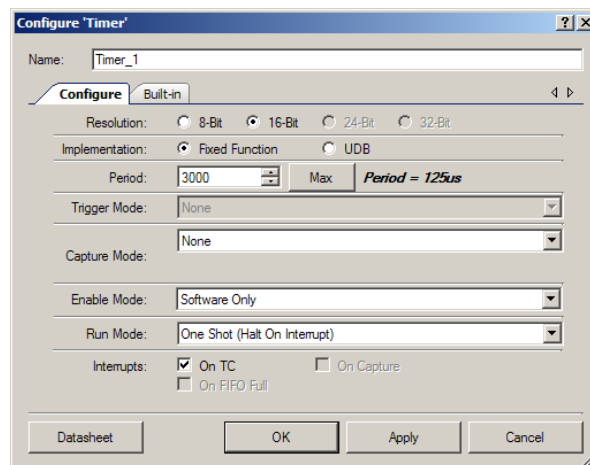 Configure 'Timer'
Name: Timer_1
Configure Built-in
Resolution: 8-Bit 16-Bit 24-Bit 32-Bit
Implementation: Fixed Function UDB
Period: 3000 Max Period = 125us
Trigger Mode: None
Capture Mode: None
Enable Mode: Software Only
Run Mode: One Shot (Halt On Interrupt)
Interrupts: On TC On Capture
On FIFO Full
Datasheet OK Apply Cancel